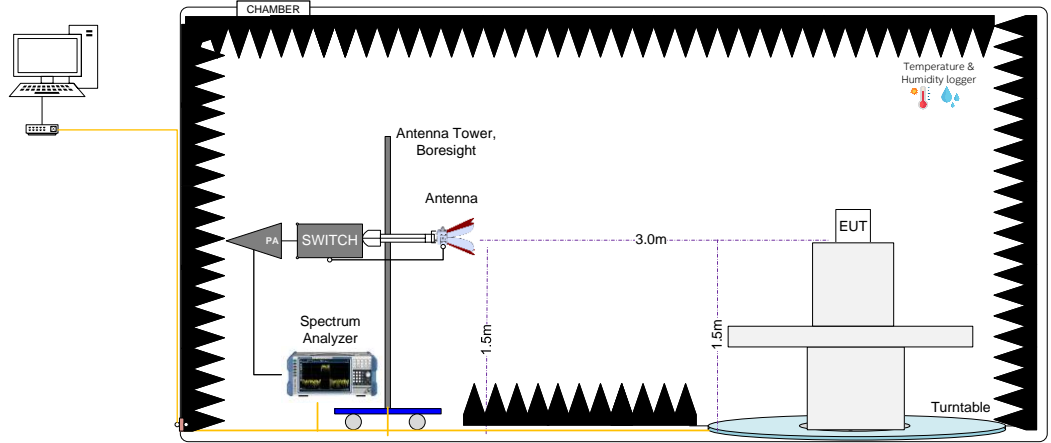 CHAMBER
Temperature &
Humidity logger
Antenna Tower,
Boresight
Antenna
EUT
PA
SWITCH
3.0m
Spectrum
Analyzer
1.5m
1.5m
Turntable